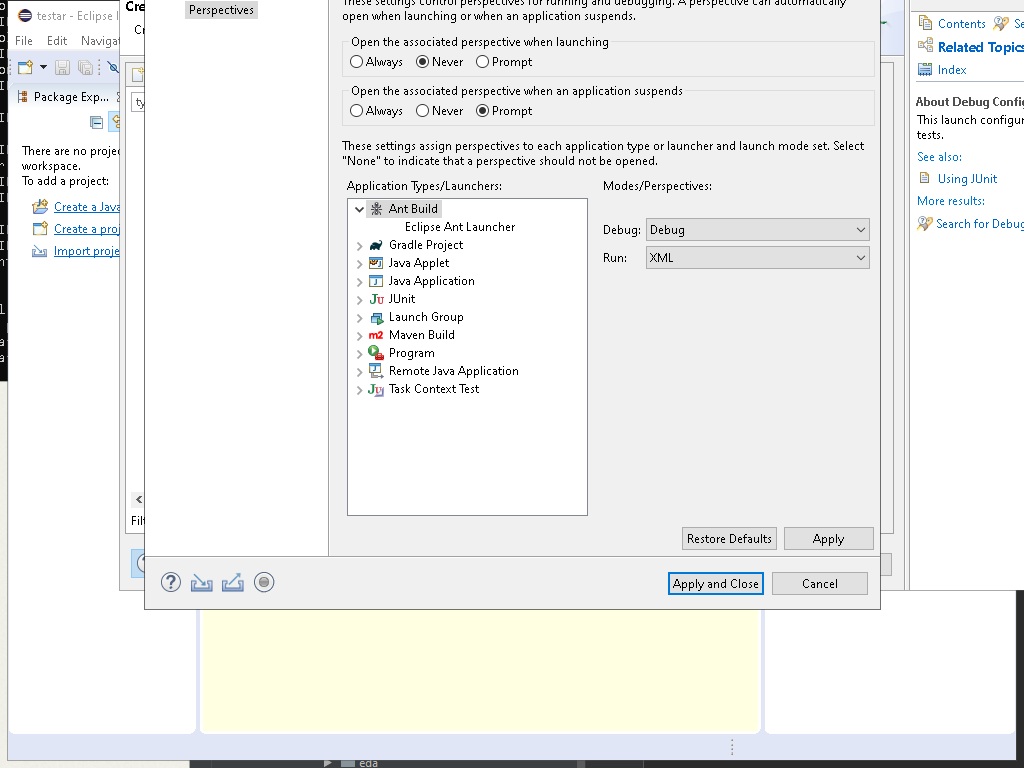 testar - Eclipse
File Edit Navigat
Package Exp...
There are no projec
workspace.
To add a project:
Create a Java
Create a proj
Import proje
Cre
Cr
ty
Filt
Perspectives
These settings control perspectives for running and debugging. A perspective can automatically
open when launching or when an application suspends.
Open the associated perspective when launching
Always Never Prompt
Open the associated perspective when an application suspends
Always Never Prompt
These settings assign perspectives to each application type or launcher and launch mode set. Select
"None" to indicate that a perspective should not be opened.
Application Types/Launchers:
Ant Build
Eclipse Ant Launcher
Gradle Project
Java Applet
Java Application
JUnit
Launch Group
Maven Build
Program
Remote Java Application
Task Context Test
Modes/Perspectives:
Debug: Debug
Run: XML
Restore Defaults Apply
Apply and Close Cancel
Contents Se
Related Topics
Index
About Debug Config
This launch configur
tests.
See also:
Using JUnit
More results:
Search for Debug
eda